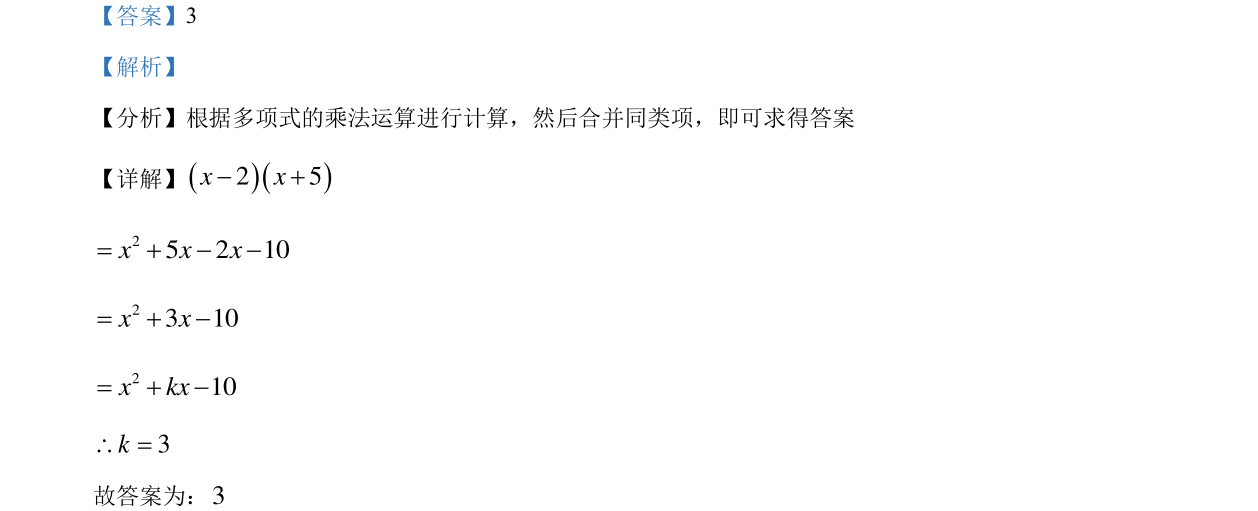 【答案】3
【解析】
【分析】根据多项式的乘法运算进行计算，然后合并同类项，即可求得答案
【详解】(x−2)(x+5)
=x²+5x−2x−10
=x²+3x−10
=x²+kx−10
∴k=3
故答案为：3